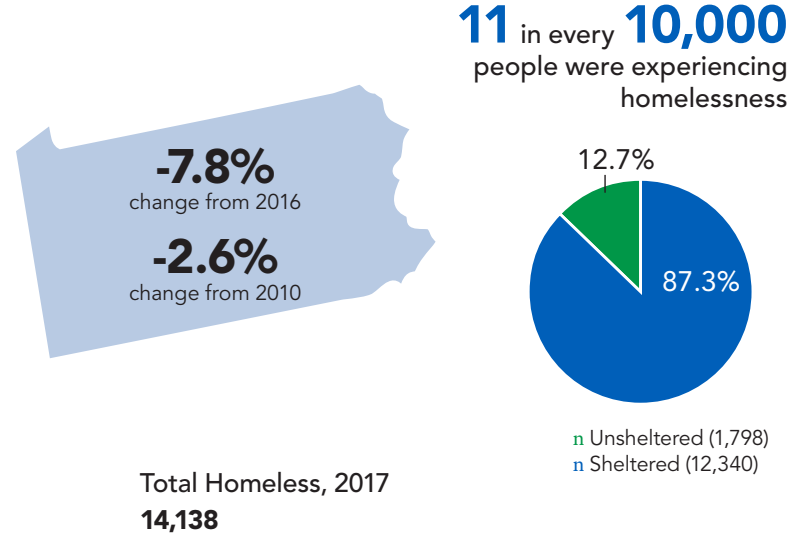 11 in every 10,000
people were experiencing
homelessness
-7.8%
change from 2016
-2.6%
change from 2010
12.7%
87.3%
n Unsheltered (1,798)
n Sheltered (12,340)
Total Homeless, 2017
14,138